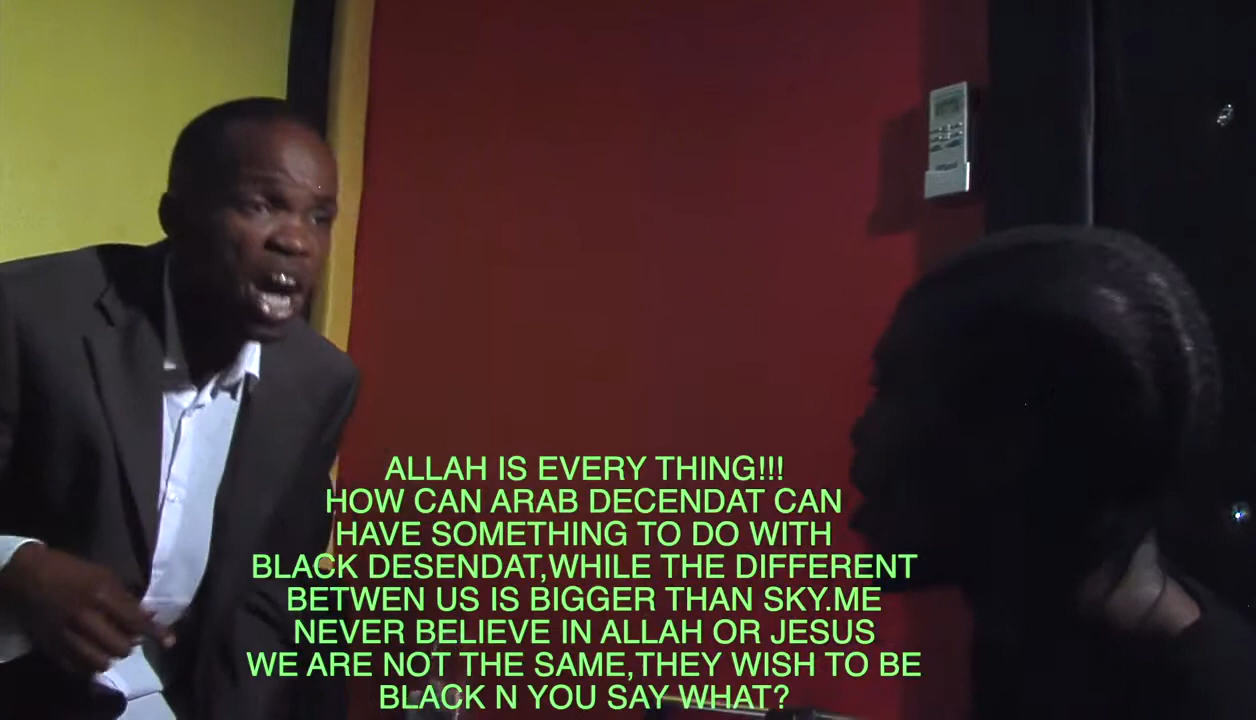 ALLAH IS EVERY THING!!!
HOW CAN ARAB DECENDAT CAN
HAVE SOMETHING TO DO WITH
BLACK DESENDAT,WHILE THE DIFFERENT
BETWEN US IS BIGGER THAN SKY.ME
NEVER BELIEVE IN ALLAH OR JESUS
WE ARE NOT THE SAME,THEY WISH TO BE
BLACK N YOU SAY WHAT?